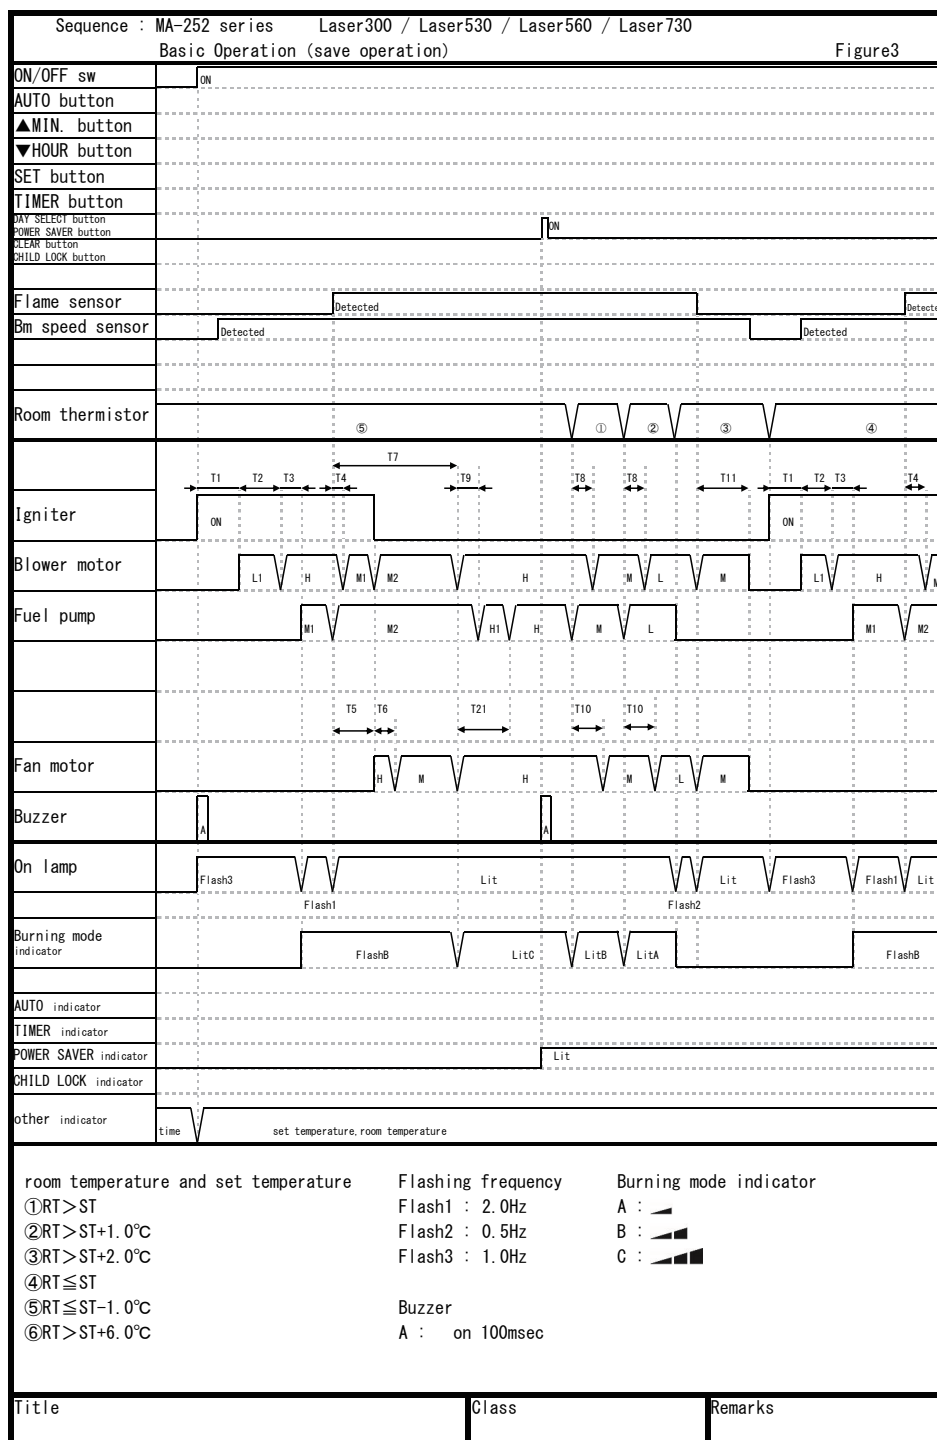 Sequence : MA-252 series Laser300 / Laser530 / Laser560 / Laser730
Basic Operation (save operation) Figure3
ON/OFF sw ON
AUTO button
▲MIN. button
▼HOUR button
SET button
TIMER button
DAY SELECT button
POWER SAVER button ON
CLEAR button
CHILD LOCK button
Flame sensor Detected
Bm speed sensor Detected Detected
Room thermistor ⑤ ① ② ③ ④
T7
T1 T2 T3 T4 T9 T8 T8 T11 T1 T2 T3 T4
Igniter ON ON
Blower motor L1 H M1 M2 H M L M L1 H
Fuel pump M1 M2 H1 H M L M1 M2
T5 T6 T21 T10 T10
Fan motor H M H M L M
Buzzer A A
On lamp Flash3 Lit Lit Flash3 Flash1 Lit
Flash1 Flash2
Burning mode
indicator FlashB LitC LitB LitA FlashB
AUTO indicator
TIMER indicator
POWER SAVER indicator Lit
CHILD LOCK indicator
other indicator
time set temperature,room temperature
room temperature and set temperature Flashing frequency Burning mode indicator
①RT＞ST Flash1 : 2.0Hz A :
②RT＞ST+1.0℃ Flash2 : 0.5Hz B :
③RT＞ST+2.0℃ Flash3 : 1.0Hz C :
④RT≦ST
⑤RT≦ST-1.0℃ Buzzer
⑥RT＞ST+6.0℃ A : on 100msec
Title Class Remarks